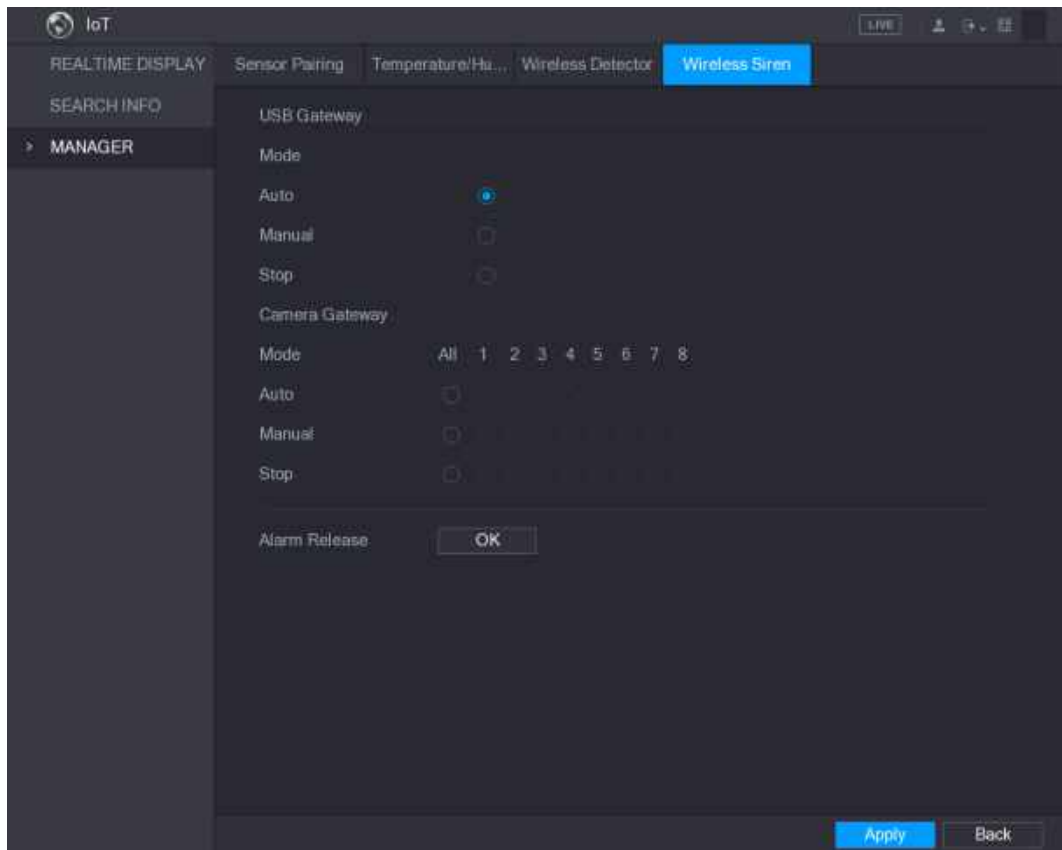 IoT
LIVE
REALTIME DISPLAY
SEARCH INFO
MANAGER
Sensor Pairing Temperature/Hu... Wireless Detector Wireless Siren
USB Gateway
Mode
Auto
Manual
Stop
Camera Gateway
Mode All 1 2 3 4 5 6 7 8
Auto
Manual
Stop
Alarm Release OK
Apply Back